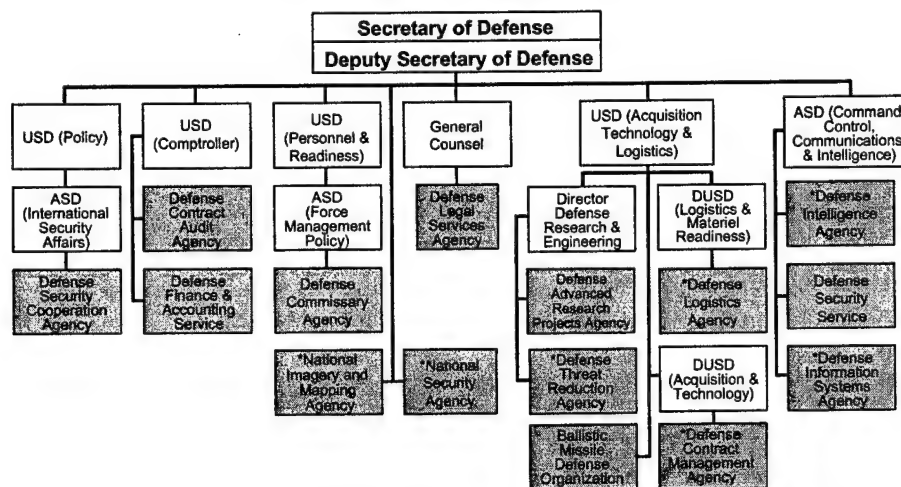 Secretary of Defense
Deputy Secretary of Defense
USD (Policy)
ASD
(International
Security
Affairs)
Defense
Security
Cooperation
Agency
USD
(Comptroller)
Defense
Contract
Audit
Agency
Defense
Finance &
Accounting
Service
USD
(Personnel &
Readiness)
ASD
(Force
Management
Policy)
Defense
Commissary
Agency
*National
Imagery and
Mapping
Agency
*National
Security
Agency
General
Counsel
Defense
Legal
Services
Agency
USD (Acquisition
Technology &
Logistics)
Director
Defense
Research &
Engineering
Defense
Advanced
Research
Projects Agency
*Defense
Threat
Reduction
Agency
Ballistic
Missile
Defense
Organization
DUSD
(Logistics &
Materiel
Readiness)
*Defense
Logistics
Agency
DUSD
(Acquisition &
Technology)
*Defense
Contract
Management
Agency
ASD (Command
Control,
Communications
& Intelligence)
*Defense
Intelligence
Agency
Defense
Security
Service
*Defense
Information
Systems
Agency